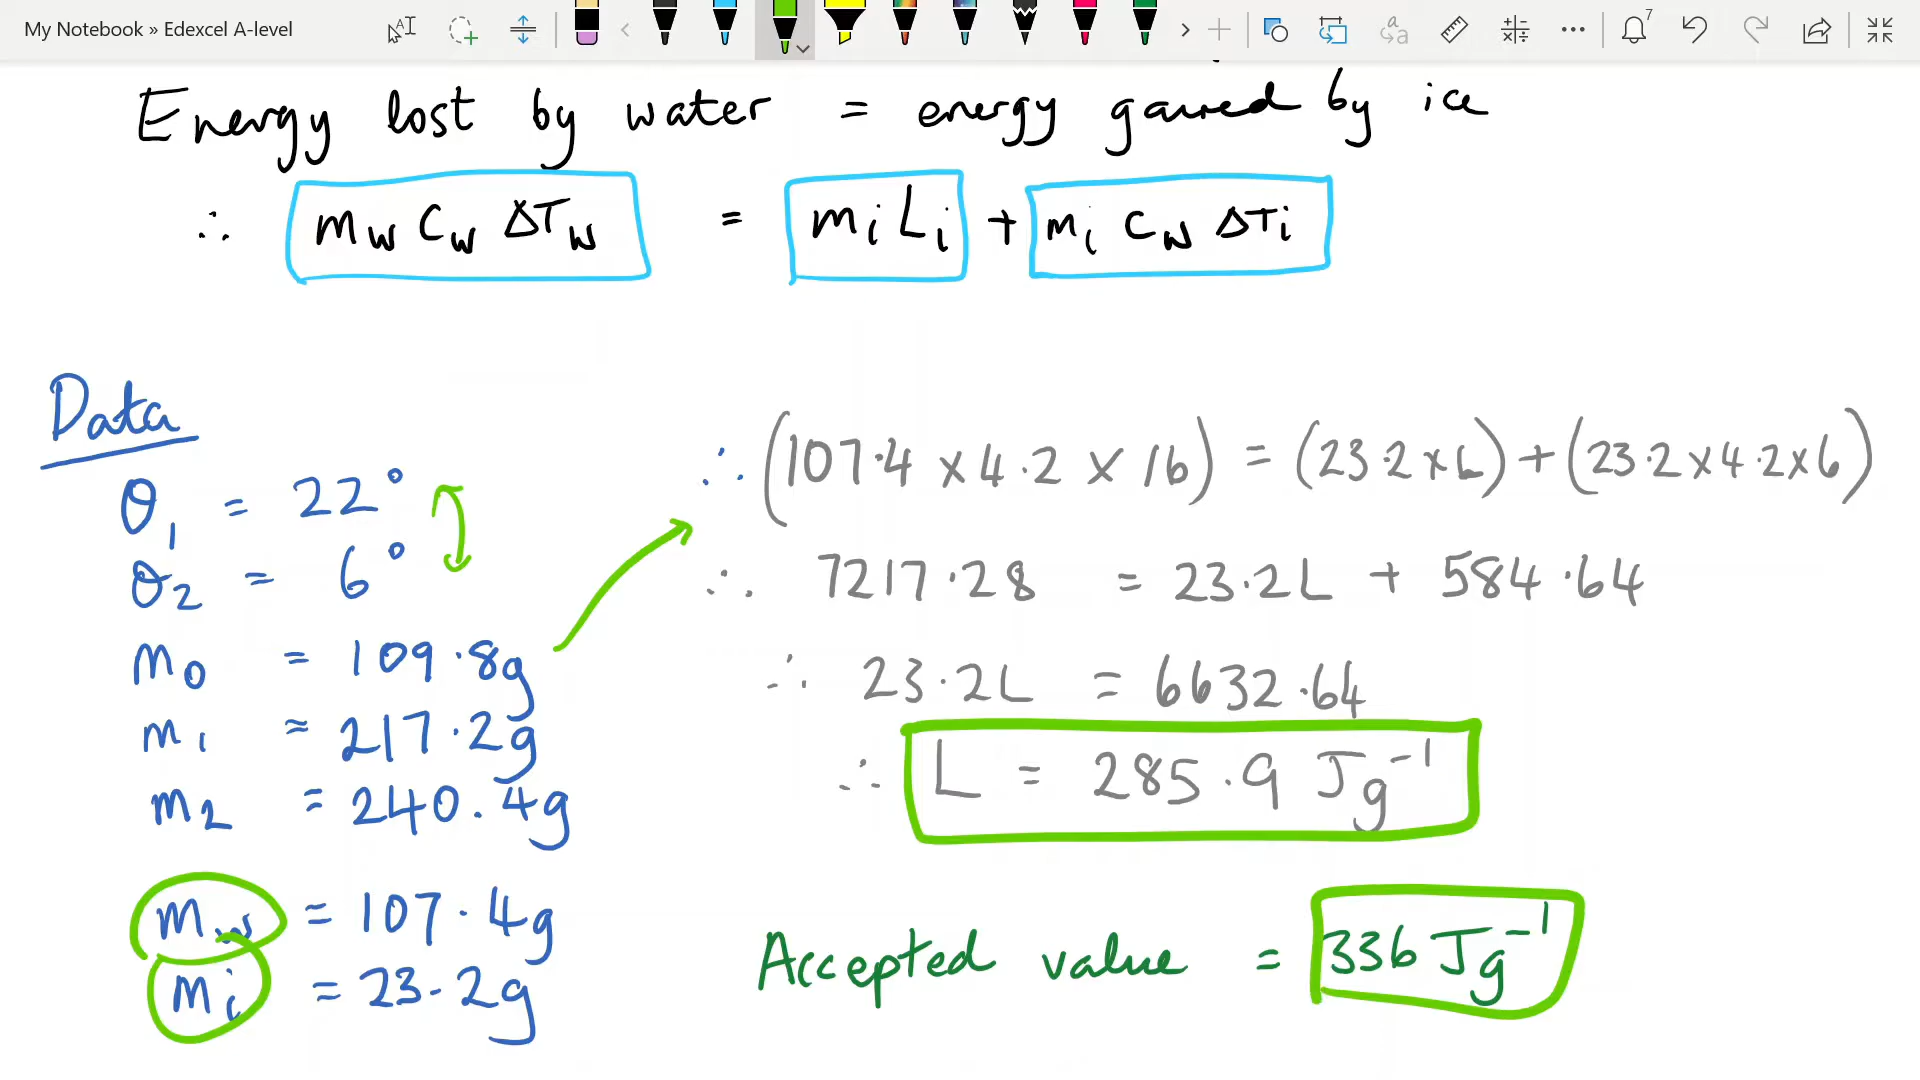 My Notebook » Edexcel A-level
7
Energy lost by water = energy gained by ice
∴ mw cw ΔTw = mi Li + mi cw ΔTi
Data
θ1 = 22°
θ2 = 6°
m0 = 109.8g
m1 = 217.2g
m2 = 240.4g
mw = 107.4g
mi = 23.2g
∴ (107.4 × 4.2 × 16) = (23.2 × L) + (23.2 × 4.2 × 6)
∴ 7217.28 = 23.2L + 584.64
∴ 23.2L = 6632.64
∴ L = 285.9 Jg⁻¹
Accepted value = 336 Jg⁻¹